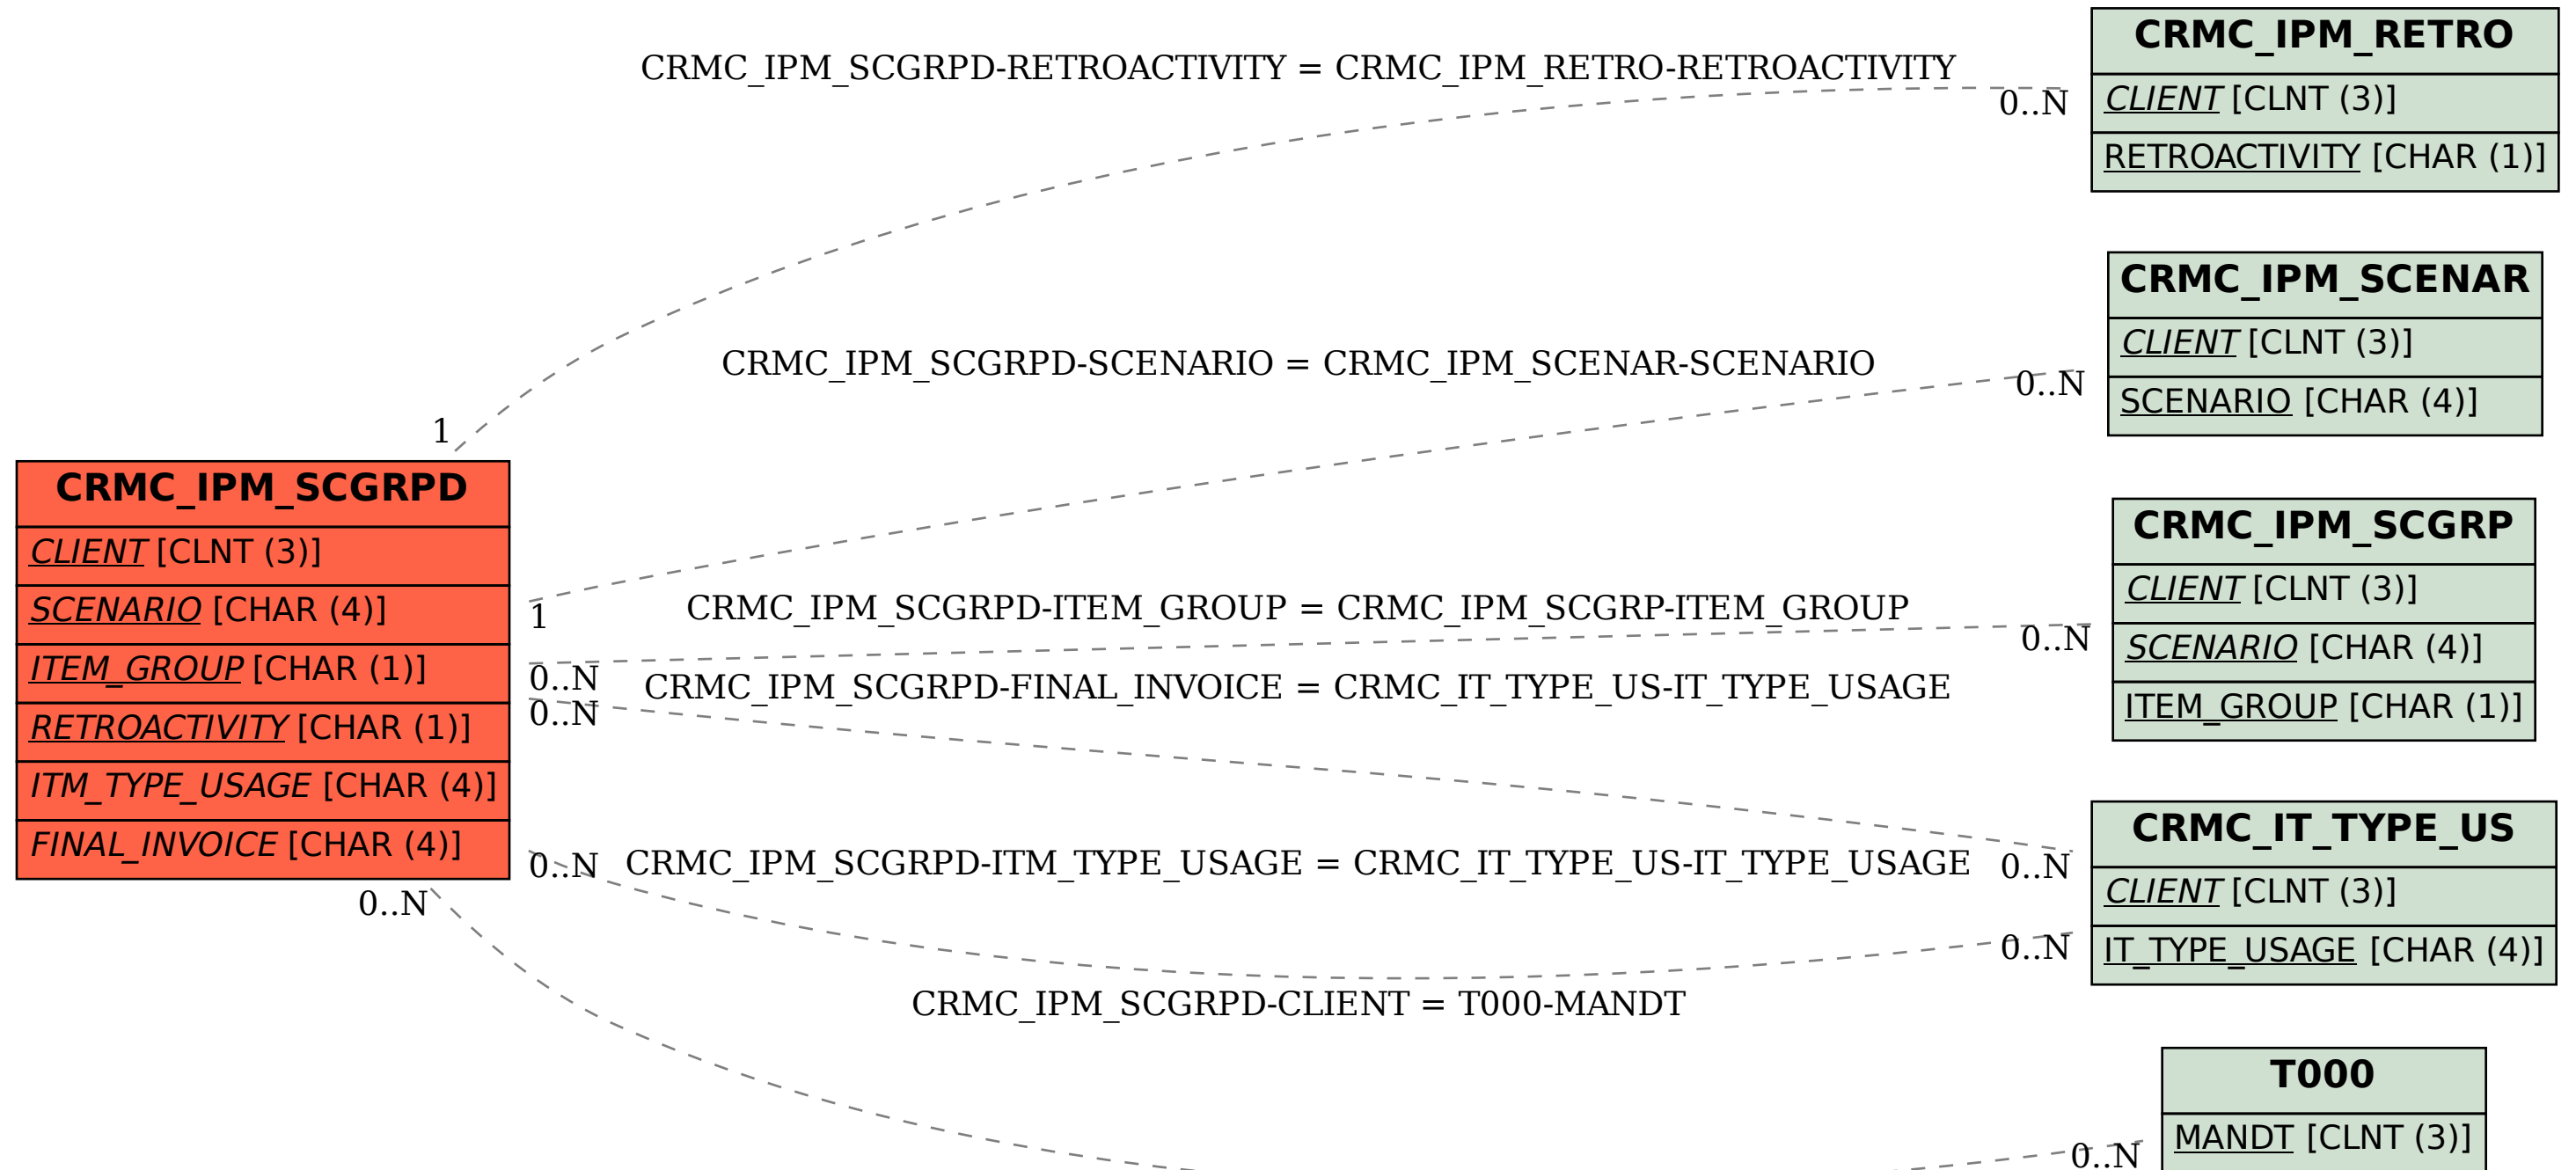 CRMC_IPM_SCGRPD-RETROACTIVITY = CRMC_IPM_RETRO-RETROACTIVITY
1
0..N
CRMC_IPM_SCGRPD-SCENARIO = CRMC_IPM_SCENAR-SCENARIO
1
0..N
CRMC_IPM_SCGRPD-ITEM_GROUP = CRMC_IPM_SCGRP-ITEM_GROUP
0..N
0..N
CRMC_IPM_SCGRPD-FINAL_INVOICE = CRMC_IT_TYPE_US-IT_TYPE_USAGE
0..N
0..N
CRMC_IPM_SCGRPD-ITM_TYPE_USAGE = CRMC_IT_TYPE_US-IT_TYPE_USAGE
0..N
0..N
CRMC_IPM_SCGRPD-CLIENT = T000-MANDT
0..N
0..N
CRMC_IPM_SCGRPD
CLIENT [CLNT (3)]
SCENARIO [CHAR (4)]
ITEM_GROUP [CHAR (1)]
RETROACTIVITY [CHAR (1)]
ITM_TYPE_USAGE [CHAR (4)]
FINAL_INVOICE [CHAR (4)]
CRMC_IPM_RETRO
CLIENT [CLNT (3)]
RETROACTIVITY [CHAR (1)]
CRMC_IPM_SCENAR
CLIENT [CLNT (3)]
SCENARIO [CHAR (4)]
CRMC_IPM_SCGRP
CLIENT [CLNT (3)]
SCENARIO [CHAR (4)]
ITEM_GROUP [CHAR (1)]
CRMC_IT_TYPE_US
CLIENT [CLNT (3)]
IT_TYPE_USAGE [CHAR (4)]
T000
MANDT [CLNT (3)]